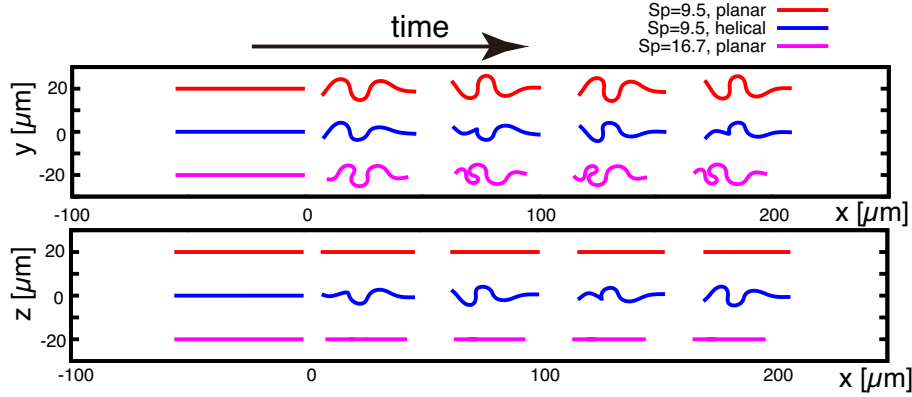 Sp=9.5, planar
Sp=9.5, helical
Sp=16.7, planar
time
y [µm]
20
0
-20
-100
0
100
200
x [µm]
z [µm]
20
0
-20
-100
0
100
200
x [µm]